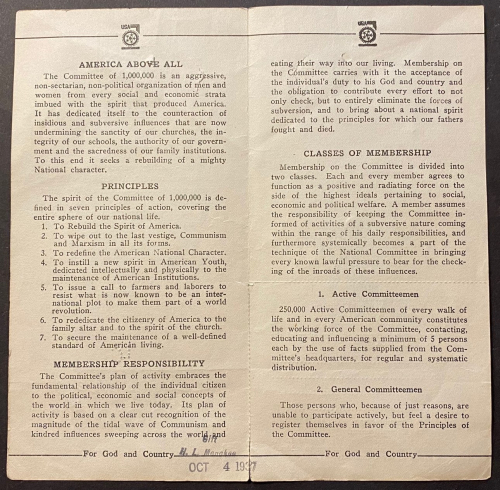 USA
AMERICA ABOVE ALL
The Committee of 1,000,000 is an aggressive,
non-sectarian, non-political organization of men and
women from every social and economic strata
imbued with the spirit that produced America.
It has dedicated itself to the counteraction of
insidious and subversive influences that are now
undermining the sanctity of our churches, the in-
tegrity of our schools, the authority of our govern-
ment and the sacredness of our family institutions.
To this end it seeks a rebuilding of a mighty
National character.
PRINCIPLES
The spirit of the Committee of 1,000,000 is de-
fined in seven principles of action, covering the
entire sphere of our national life.
1. To Rebuild the Spirit of America.
2. To wipe out to the last vestige, Communism
and Marxism in all its forms.
3. To redefine the American National Character.
4. To instill a new spirit in American Youth,
dedicated intellectually and physically to the
maintenance of American Institutions.
5. To issue a call to farmers and laborers to
resist what is now known to be an inter-
national plot to make them part of a world
revolution.
6. To rededicate the citizenry of America to the
family altar and to the spirit of the church.
7. To secure the maintenance of a well-defined
standard of American living.
MEMBERSHIP RESPONSIBILITY
The Committee's plan of activity embraces the
fundamental relationship of the individual citizen
to the political, economic and social concepts of
the world in which we live today. Its plan of
activity is based on a clear cut recognition of the
magnitude of the tidal wave of Communism and
kindred influences sweeping across the world and
For God and Country
OCT 4 1937
USA
eating their way into our living. Membership on
the Committee carries with it the acceptance of
the individual's duty to his God and country and
the obligation to contribute every effort to not
only check, but to entirely eliminate the forces of
subversion, and to bring about a national spirit
dedicated to the principles for which our fathers
fought and died.
CLASSES OF MEMBERSHIP
Membership on the Committee is divided into
two classes. Each and every member agrees to
function as a positive and radiating force on the
side of the highest ideals pertaining to social,
economic and political welfare. A member assumes
the responsibility of keeping the Committee in-
formed of activities of a subversive nature coming
within the range of his daily responsibilities, and
furthermore systemically becomes a part of the
technique of the National Committee in bringing
every known lawful pressure to bear for the check-
ing of the inroads of these influences.
1. Active Committeemen
250,000 Active Committeemen of every walk of
life and in every American community constitutes
the working force of the Committee, contacting,
educating and influencing a minimum of 5 persons
each by the use of facts supplied from the Com-
mittee's headquarters, for regular and systematic
distribution.
2. General Committeemen
Those persons who, because of just reasons, are
unable to participate actively, but feel a desire to
register themselves in favor of the Principles of
the Committee.
For God and Country